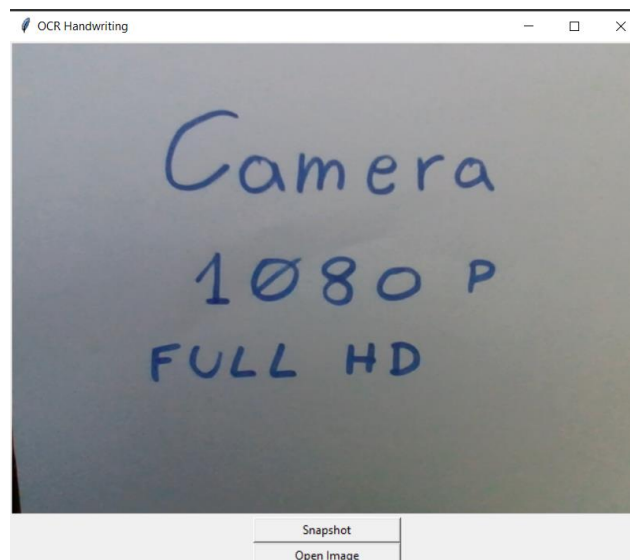 OCR Handwriting
Camera
1080 P
FULL HD
Snapshot
Open Image